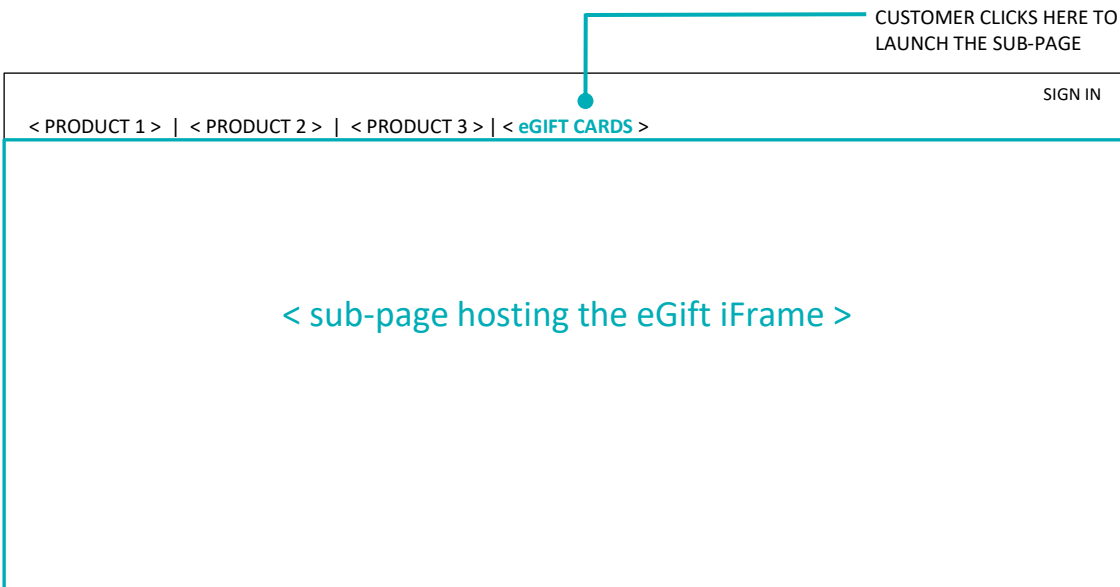 CUSTOMER CLICKS HERE TO
LAUNCH THE SUB-PAGE
SIGN IN
< PRODUCT 1 > | < PRODUCT 2 > | < PRODUCT 3 > | < eGIFT CARDS >
< sub-page hosting the eGift iFrame >